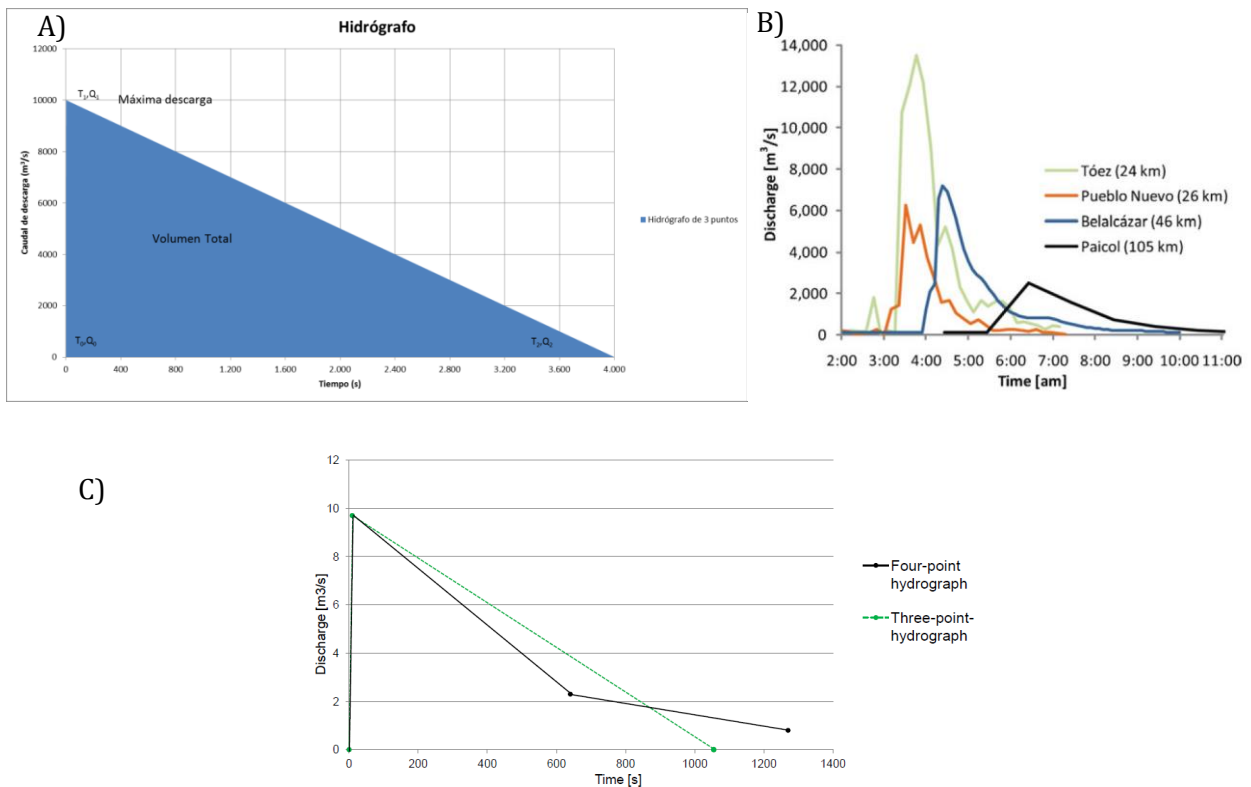 A)
Hidrógrafo
12000
10000
8000
6000
4000
2000
0
Caudal de descarga (m³/s)
T₁,Q₁
Máxima descarga
Volumen Total
T₀,Q₀
T₂,Q₂
0 400 800 1.200 1.600 2.000 2.400 2.800 3.200 3.600 4.000
Tiempo (s)
Hidrógrafo de 3 puntos
B)
14,000
12,000
10,000
8,000
6,000
4,000
2,000
0
Discharge [m³/s]
Tóez (24 km)
Pueblo Nuevo (26 km)
Belalcázar (46 km)
Paicol (105 km)
2:00 3:00 4:00 5:00 6:00 7:00 8:00 9:00 10:00 11:00
Time [am]
C)
12
10
8
6
4
2
0
Discharge [m3/s]
0 200 400 600 800 1000 1200 1400
Time [s]
Four-point
hydrograph
Three-point-
hydrograph